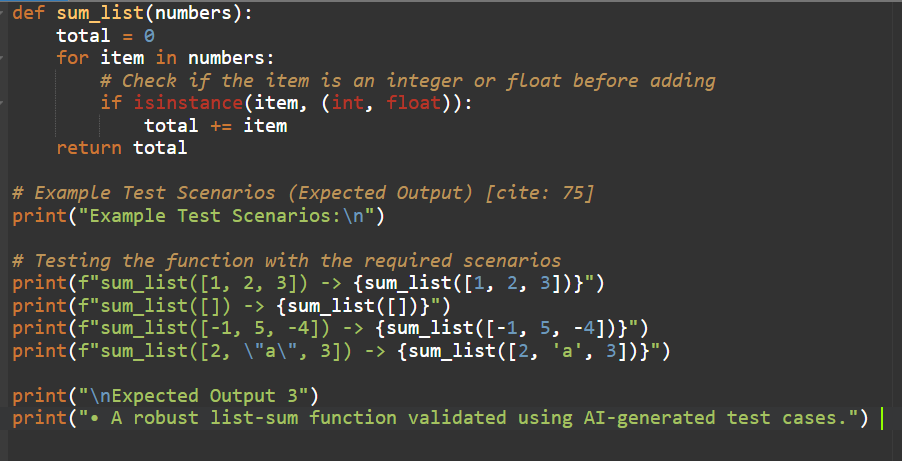 def sum_list(numbers):
    total = 0
    for item in numbers:
        # Check if the item is an integer or float before adding
        if isinstance(item, (int, float)):
            total += item
    return total
# Example Test Scenarios (Expected Output) [cite: 75]
print("Example Test Scenarios:\n")
# Testing the function with the required scenarios
print(f"sum_list([1, 2, 3]) -> {sum_list([1, 2, 3])}")
print(f"sum_list([]) -> {sum_list([])}")
print(f"sum_list([-1, 5, -4]) -> {sum_list([-1, 5, -4])}")
print(f"sum_list([2, \"a\", 3]) -> {sum_list([2, 'a', 3])}")
print("\nExpected Output 3")
print("• A robust list-sum function validated using AI-generated test cases.")